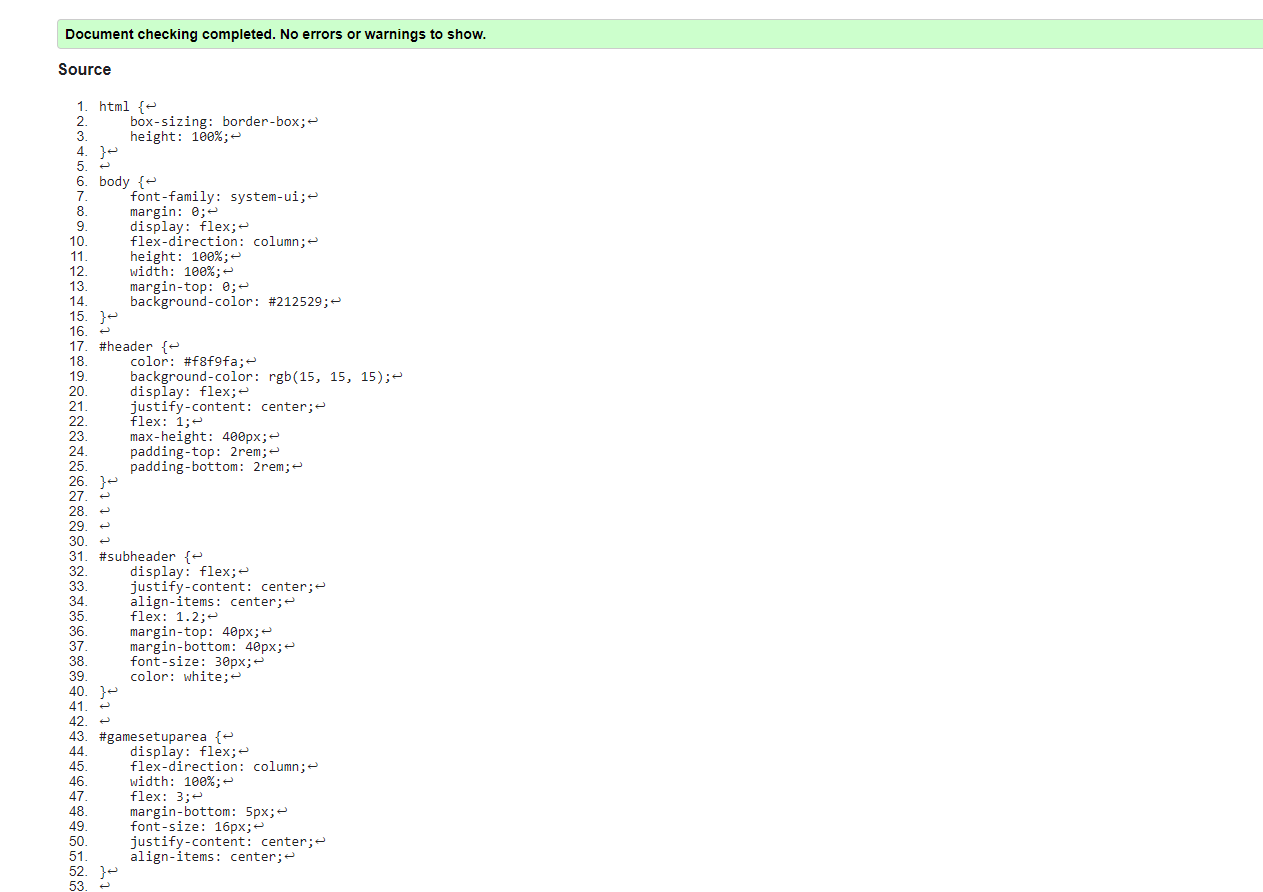 Document checking completed. No errors or warnings to show.
Source
1. html {↩
2.     box-sizing: border-box;↩
3.     height: 100%;↩
4. }↩
5. ↩
6. body {↩
7.     font-family: system-ui;↩
8.     margin: 0;↩
9.     display: flex;↩
10.     flex-direction: column;↩
11.     height: 100%;↩
12.     width: 100%;↩
13.     margin-top: 0;↩
14.     background-color: #212529;↩
15. }↩
16. ↩
17. #header {↩
18.     color: #f8f9fa;↩
19.     background-color: rgb(15, 15, 15);↩
20.     display: flex;↩
21.     justify-content: center;↩
22.     flex: 1;↩
23.     max-height: 400px;↩
24.     padding-top: 2rem;↩
25.     padding-bottom: 2rem;↩
26. }↩
27. ↩
28. ↩
29. ↩
30. ↩
31. #subheader {↩
32.     display: flex;↩
33.     justify-content: center;↩
34.     align-items: center;↩
35.     flex: 1.2;↩
36.     margin-top: 40px;↩
37.     margin-bottom: 40px;↩
38.     font-size: 30px;↩
39.     color: white;↩
40. }↩
41. ↩
42. ↩
43. #gamesetuparea {↩
44.     display: flex;↩
45.     flex-direction: column;↩
46.     width: 100%;↩
47.     flex: 3;↩
48.     margin-bottom: 5px;↩
49.     font-size: 16px;↩
50.     justify-content: center;↩
51.     align-items: center;↩
52. }↩
53. ↩